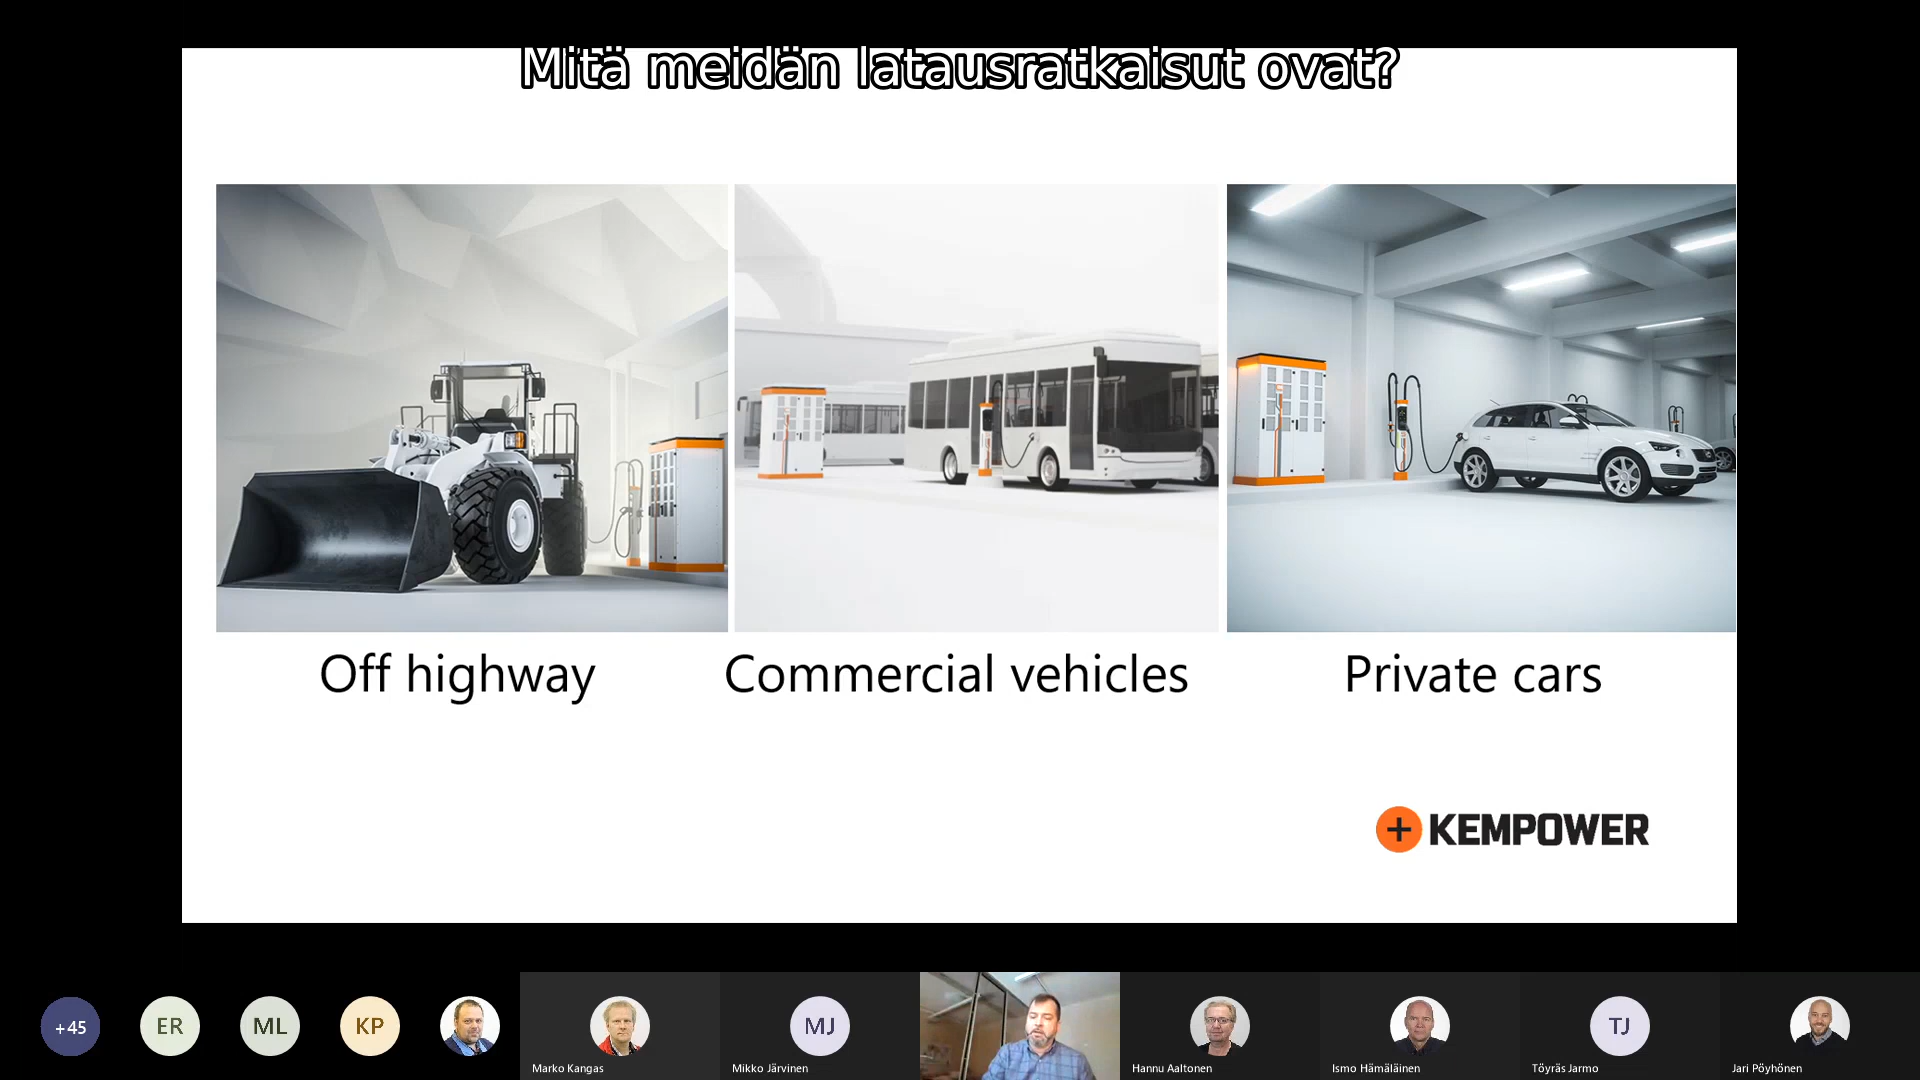 Mitä meidän latausratkaisut ovat?
Off highway
Commercial vehicles
Private cars
KEMPOWER
+45
ER
ML
KP
Marko Kangas
MJ
Mikko Järvinen
Hannu Aaltonen
Ismo Hämäläinen
TJ
Töyräs Jarmo
Jari Pöyhönen